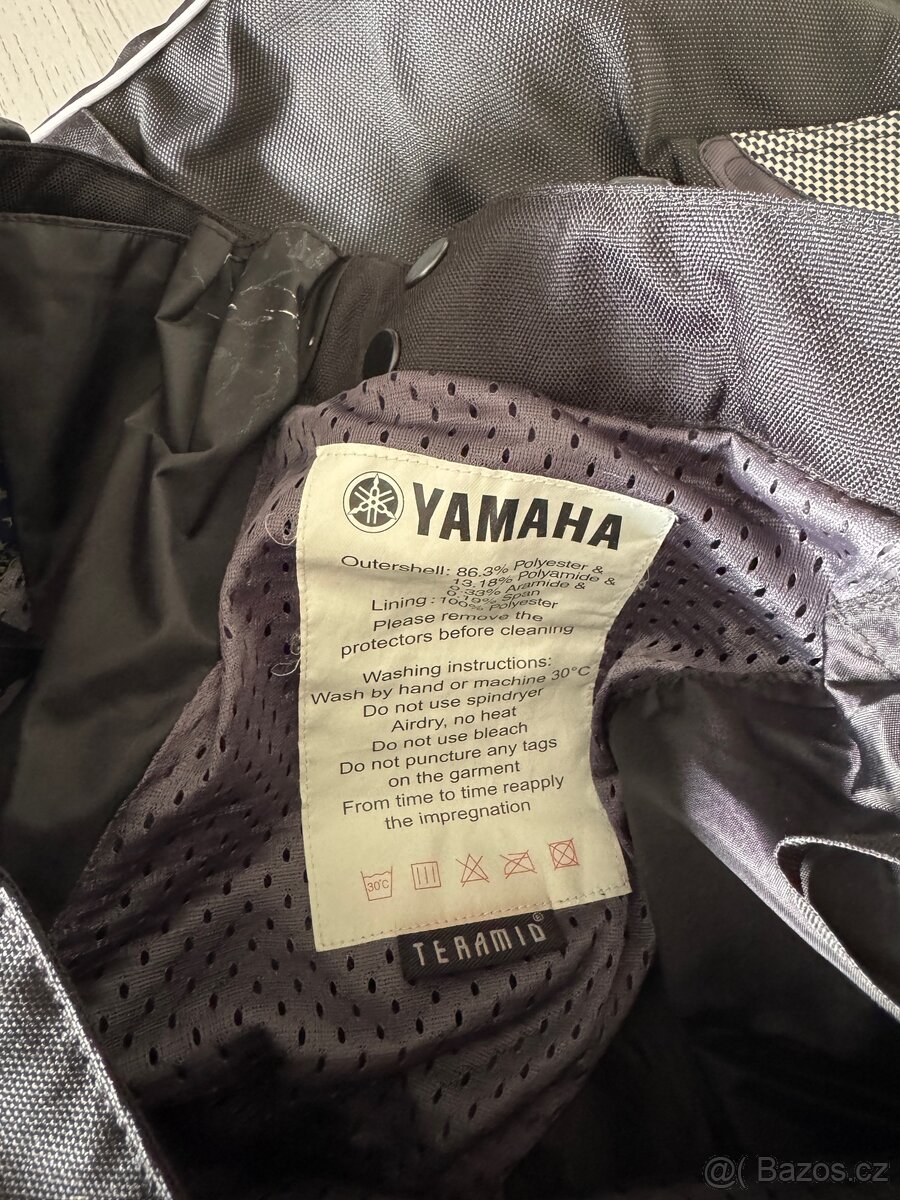 YAMAHA
Outershell: 86.3% Polyester &
13.18% Polyamide &
0.33% Aramide &
0.19% Span
Lining : 100% Polyester
Please remove the
protectors before cleaning
Washing instructions:
Wash by hand or machine 30°C
Do not use spindryer
Airdry, no heat
Do not use bleach
Do not puncture any tags
on the garment
From time to time reapply
the impregnation
30°C
TERAMID®
@( Bazos.cz